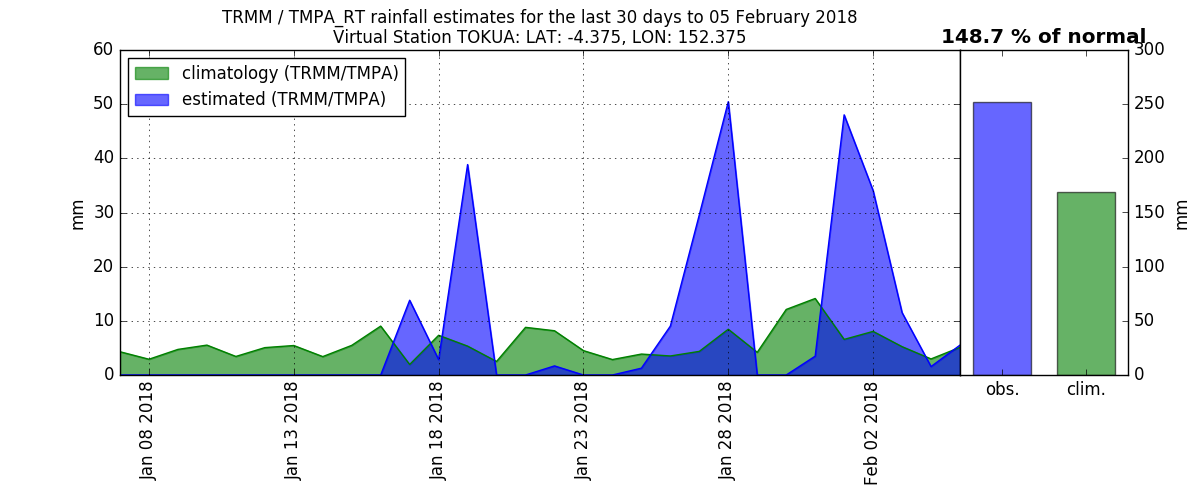 TRMM / TMPA_RT rainfall estimates for the last 30 days to 05 February 2018
Virtual Station TOKUA: LAT: -4.375, LON: 152.375
148.7 % of normal
climatology (TRMM/TMPA)
estimated (TRMM/TMPA)
60
50
40
30
20
10
0
mm
Jan 08 2018
Jan 13 2018
Jan 18 2018
Jan 23 2018
Jan 28 2018
Feb 02 2018
obs.
clim.
300
250
200
150
100
50
0
mm